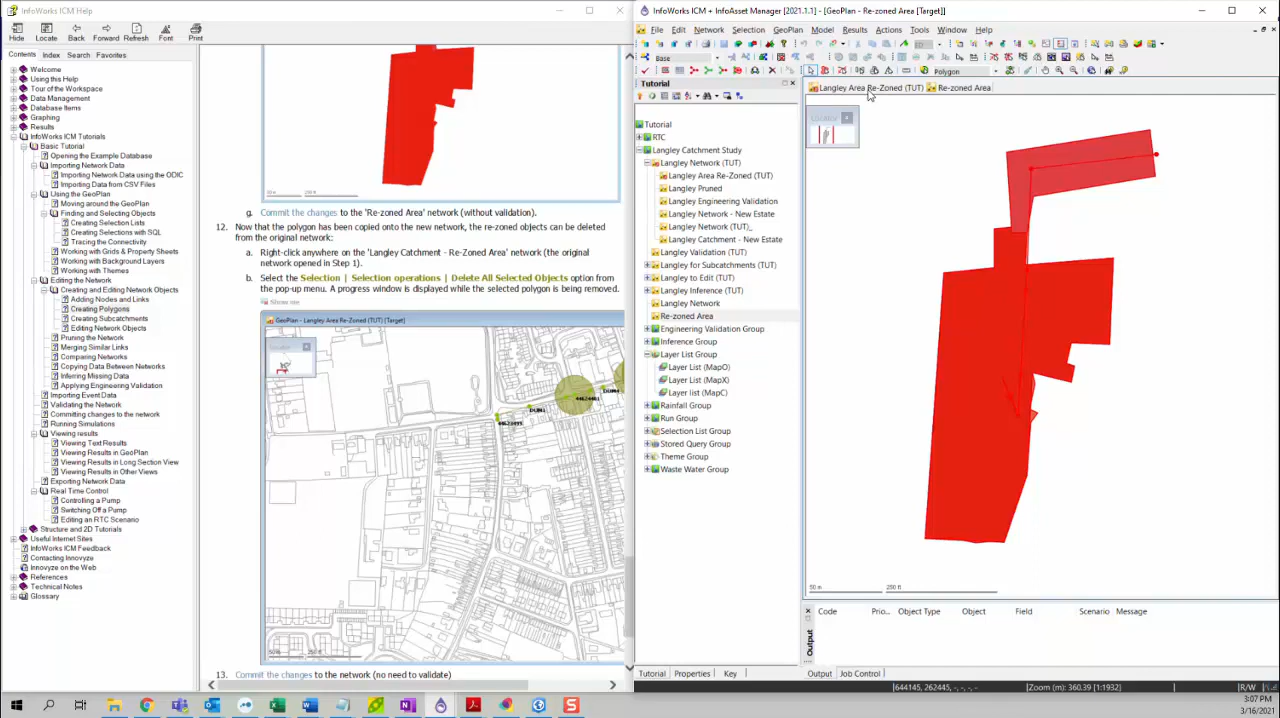 InfoWorks ICM Help
Hide
Locate
Back
Forward
Refresh
Font
Print
Contents Index Search Favorites
Welcome
Using this Help
Tour of the Workspace
Data Management
Database Items
Graphing
Results
InfoWorks ICM Tutorials
Basic Tutorial
Opening the Example Database
Importing Network Data
Importing Network Data using the ODIC
Importing Data from CSV Files
Using the GeoPlan
Moving around the GeoPlan
Finding and Selecting Objects
Creating Selection Lists
Creating Selections with SQL
Tracing the Connectivity
Working with Grids & Property Sheets
Working with Background Layers
Working with Themes
Editing the Network
Creating and Editing Network Objects
Adding Nodes and Links
Creating Polygons
Creating Subcatchments
Editing Network Objects
Pruning the Network
Merging Similar Links
Comparing Networks
Copying Data Between Networks
Inferring Missing Data
Applying Engineering Validation
Importing Event Data
Validating the Network
Committing changes to the network
Running Simulations
Viewing results
Viewing Text Results
Viewing Results in GeoPlan
Viewing Results in Long Section View
Viewing Results in Other Views
Exporting Network Data
Real Time Control
Controlling a Pump
Switching Off a Pump
Editing an RTC Scenario
Structure and 2D Tutorials
Useful Internet Sites
InfoWorks ICM Feedback
Contacting Innovyze
Innovyze on the Web
References
Technical Notes
Glossary
g. Commit the changes to the 'Re-zoned Area' network (without validation).
12. Now that the polygon has been copied onto the new network, the re-zoned objects can be deleted
from the original network:
a. Right-click anywhere on the 'Langley Catchment - Re-Zoned Area' network (the original
network opened in Step 1).
b. Select the Selection | Selection operations | Delete All Selected Objects option from
the pop-up menu. A progress window is displayed while the selected polygon is being removed.
Show me
GeoPlan - Langley Area Re-Zoned (TUT) [Target]
13. Commit the changes to the network (no need to validate)
InfoWorks ICM + InfoAsset Manager [2021.1.1] - [GeoPlan - Re-zoned Area [Target]]
File Edit Network Selection GeoPlan Model Results Actions Tools Window Help
Base
Polygon
Tutorial
Tutorial
RTC
Langley Catchment Study
Langley Network (TUT)
Langley Area Re-Zoned (TUT)
Langley Pruned
Langley Engineering Validation
Langley Network - New Estate
Langley Network (TUT)_
Langley Catchment - New Estate
Langley Validation (TUT)
Langley for Subcatchments (TUT)
Langley to Edit (TUT)
Langley Inference (TUT)
Langley Network
Re-zoned Area
Engineering Validation Group
Inference Group
Layer List Group
Layer List (MapO)
Layer List (MapX)
Layer list (MapC)
Rainfall Group
Run Group
Selection List Group
Stored Query Group
Theme Group
Waste Water Group
Tutorial Properties Key
Langley Area Re-Zoned (TUT) Re-zoned Area
Locator
50 m 250 ft
Code Prio... Object Type Object Field Scenario Message
Output
Output Job Control
644145, 262445, -, -, -, - Zoom (m): 360.39 [1:1932] R/W
3:07 PM
3/16/2021